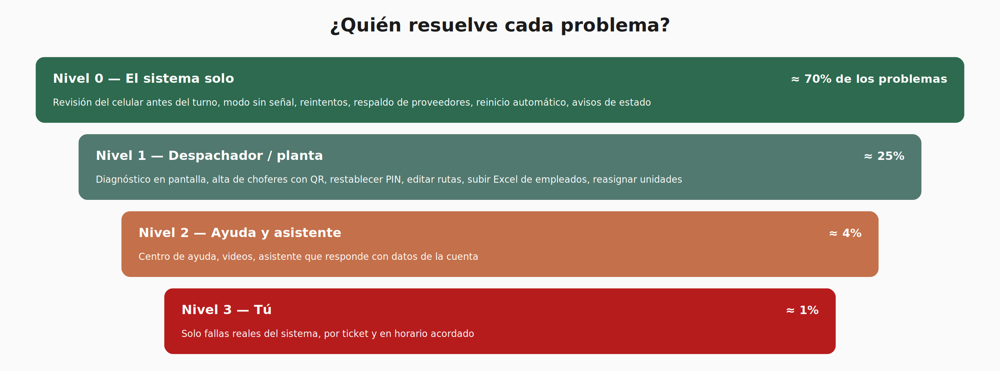 ¿Quién resuelve cada problema?
Nivel 0 — El sistema solo
≈ 70% de los problemas
Revisión del celular antes del turno, modo sin señal, reintentos, respaldo de proveedores, reinicio automático, avisos de estado
Nivel 1 — Despachador / planta
≈ 25%
Diagnóstico en pantalla, alta de choferes con QR, restablecer PIN, editar rutas, subir Excel de empleados, reasignar unidades
Nivel 2 — Ayuda y asistente
≈ 4%
Centro de ayuda, videos, asistente que responde con datos de la cuenta
Nivel 3 — Tú
≈ 1%
Solo fallas reales del sistema, por ticket y en horario acordado